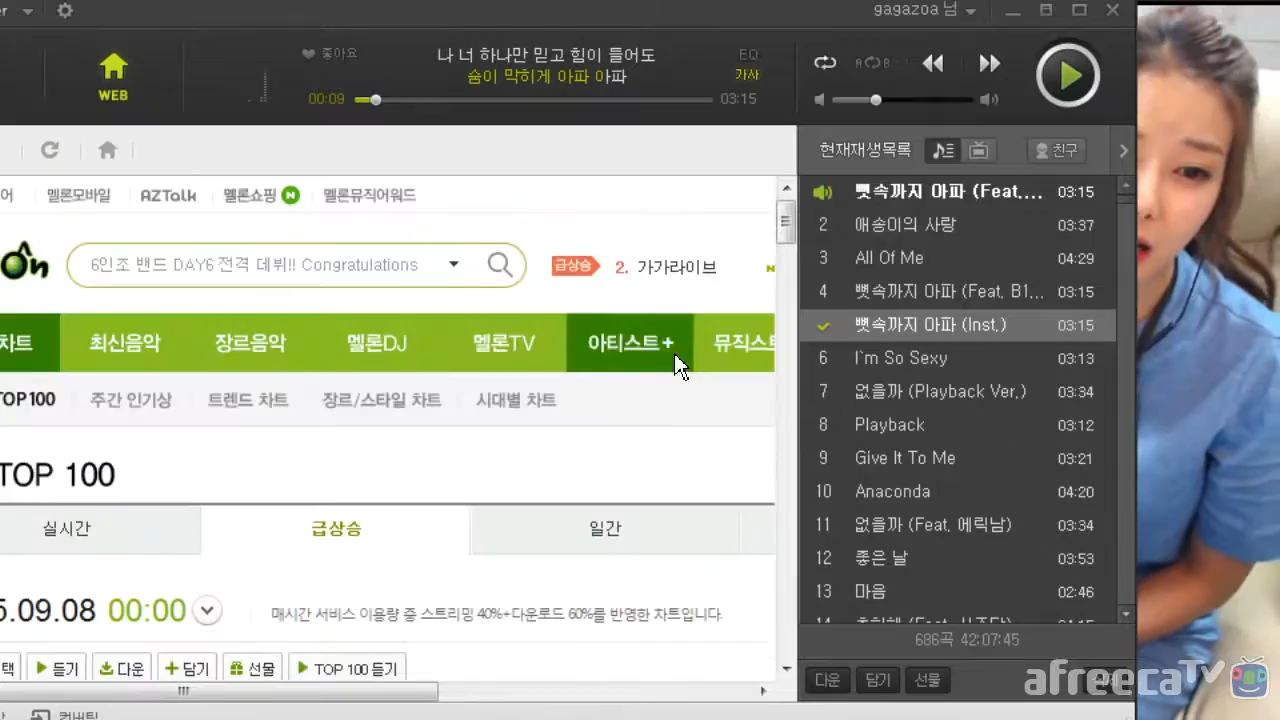 er
gagazoa 님
WEB
좋아요
나 너 하나만 믿고 힘이 들어도
숨이 막히게 아파 아파
EQ
가사
00:09
03:15
A B
현재재생목록
친구
어 멜론모바일 AZTalk 멜론쇼핑 N 멜론뮤직어워드
On
6인조 밴드 DAY6 전격 데뷔!! Congratulations
급상승 2. 가가라이브
차트 최신음악 장르음악 멜론DJ 멜론TV 아티스트+ 뮤직스
TOP100 주간 인기상 트렌드 차트 장르/스타일 차트 시대별 차트
TOP 100
실시간 급상승 일간
5.09.08 00:00
매시간 서비스 이용량 중 스트리밍 40%+다운로드 60%를 반영한 차트입니다.
택 듣기 다운 담기 선물 TOP 100 듣기
컨버팅
뼛속까지 아파 (Feat.... 03:15
2 애송이의 사랑 03:37
3 All Of Me 04:29
4 뼛속까지 아파 (Feat. B1... 03:15
뼛속까지 아파 (Inst.) 03:15
6 I`m So Sexy 03:13
7 없을까 (Playback Ver.) 03:34
8 Playback 03:12
9 Give It To Me 03:21
10 Anaconda 04:20
11 없을까 (Feat. 에릭남) 03:34
12 좋은 날 03:53
13 마음 02:46
14
686곡 42:07:45
다운 담기 선물
afreecaTV